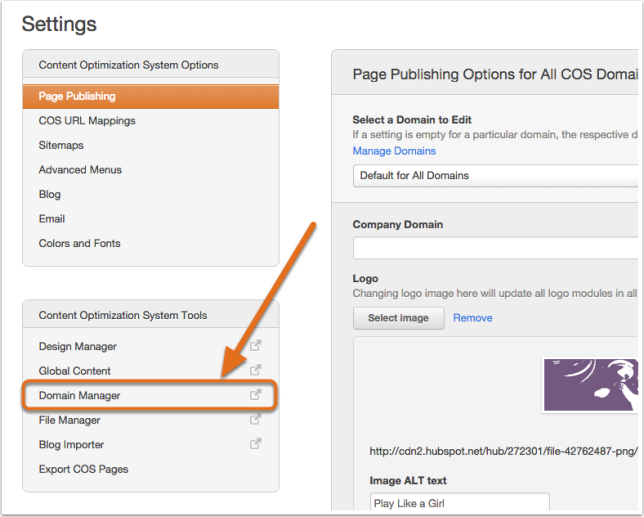 Settings
Content Optimization System Options
Page Publishing
COS URL Mappings
Sitemaps
Advanced Menus
Blog
Email
Colors and Fonts
Content Optimization System Tools
Design Manager
Global Content
Domain Manager
File Manager
Blog Importer
Export COS Pages
Page Publishing Options for All COS Domai
Select a Domain to Edit
If a setting is empty for a particular domain, the respective d
Manage Domains
Default for All Domains
Company Domain
Logo
Changing logo image here will update all logo modules in all
Select image Remove
http://cdn2.hubspot.net/hub/272301/file-42762487-png/
Image ALT text
Play Like a Girl